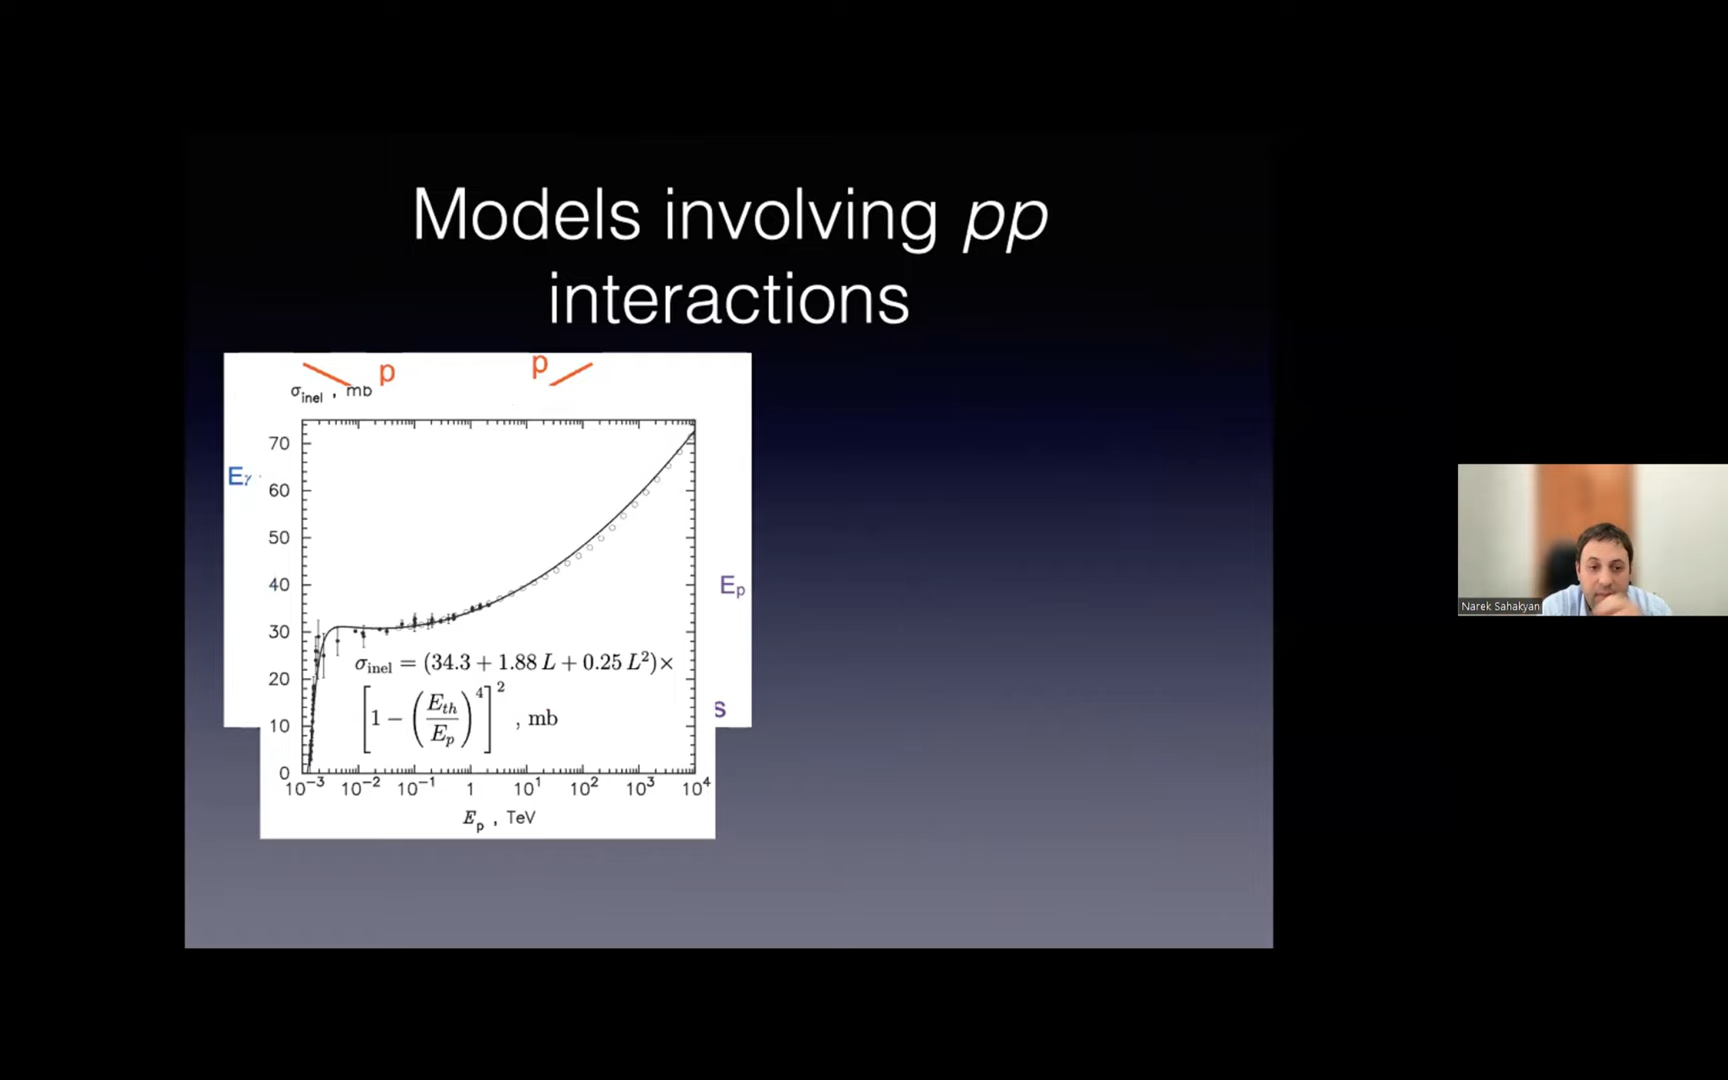 Models involving pp
interactions
p
p
σinel , mb
70
60
50
40
30
20
10
0
Eγ
Ep
s
σinel = (34.3 + 1.88 L + 0.25 L²)×
[1 − (Eth/Ep)⁴]² , mb
10⁻³ 10⁻² 10⁻¹ 1 10¹ 10² 10³ 10⁴
Ep , TeV
Narek Sahakyan